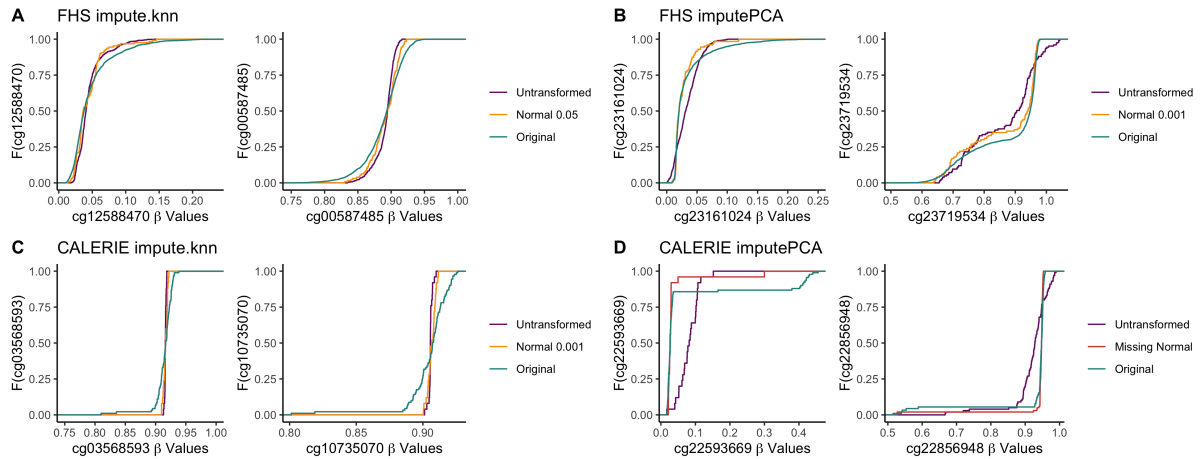 A FHS impute.knn
1.00
0.75
0.50
0.25
0.00
F(cg12588470)
0.00 0.05 0.10 0.15 0.20
cg12588470 β Values
1.00
0.75
0.50
0.25
0.00
F(cg00587485)
0.75 0.80 0.85 0.90 0.95 1.00
cg00587485 β Values
Untransformed
Normal 0.05
Original
B FHS imputePCA
1.00
0.75
0.50
0.25
0.00
F(cg23161024)
0.00 0.05 0.10 0.15 0.20 0.25
cg23161024 β Values
1.00
0.75
0.50
0.25
0.00
F(cg23719534)
0.5 0.6 0.7 0.8 0.9 1.0
cg23719534 β Values
Untransformed
Normal 0.001
Original
C CALERIE impute.knn
1.00
0.75
0.50
0.25
0.00
F(cg03568593)
0.75 0.80 0.85 0.90 0.95 1.00
cg03568593 β Values
1.00
0.75
0.50
0.25
0.00
F(cg10735070)
0.80 0.90
cg10735070 β Values
Untransformed
Normal 0.001
Original
D CALERIE imputePCA
1.00
0.75
0.50
0.25
0.00
F(cg22593669)
0.0 0.1 0.2 0.3 0.4
cg22593669 β Values
1.00
0.75
0.50
0.25
0.00
F(cg22856948)
0.5 0.6 0.7 0.8 0.9 1.0
cg22856948 β Values
Untransformed
Missing Normal
Original